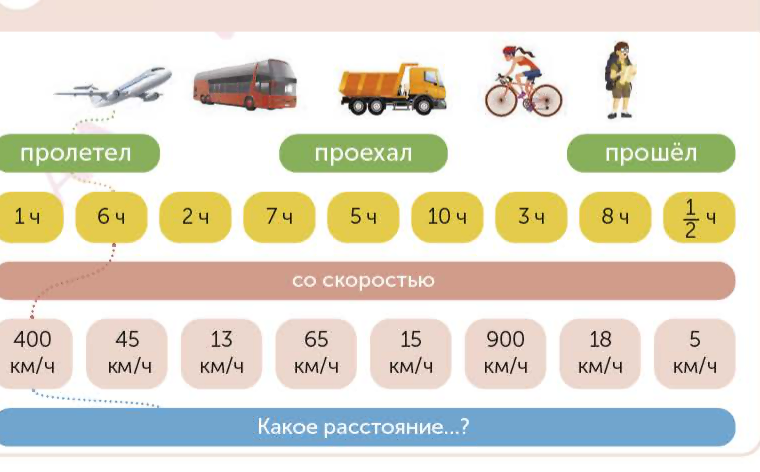 пролетел проехал прошёл
1 ч 6 ч 2 ч 7 ч 5 ч 10 ч 3 ч 8 ч 1/2 ч
со скоростью
400 45 13 65 15 900 18 5
км/ч км/ч км/ч км/ч км/ч км/ч км/ч км/ч
Какое расстояние...?